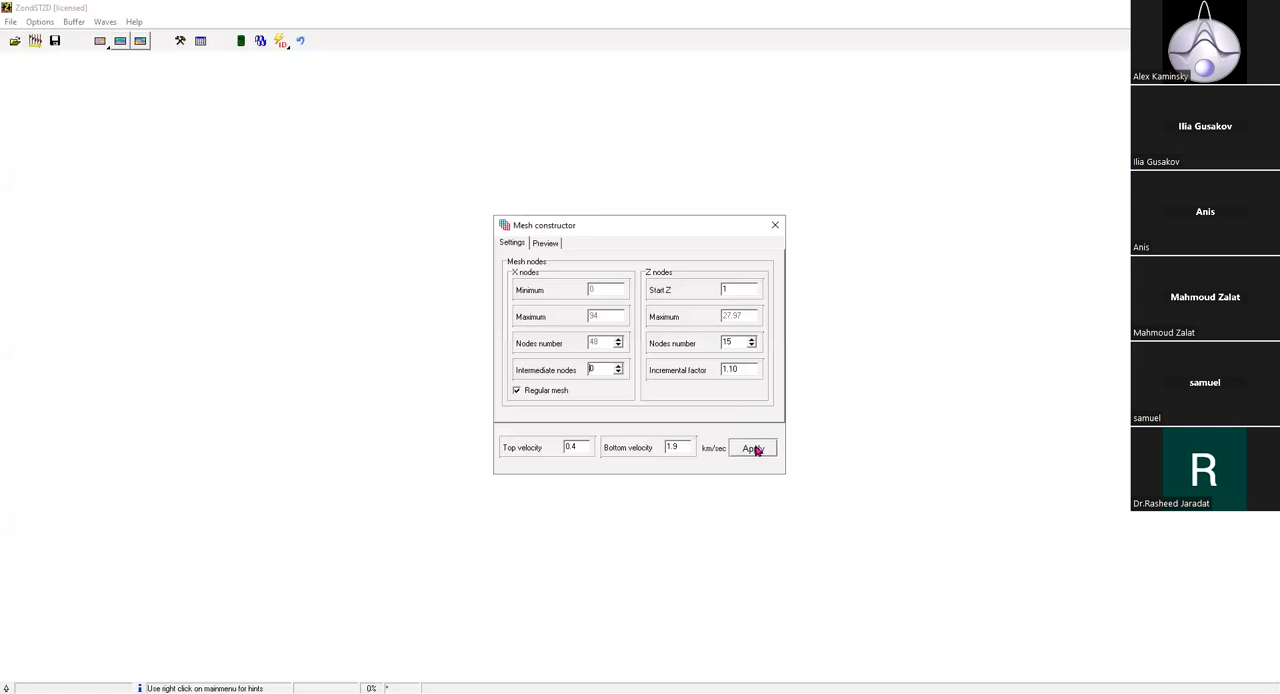 ZondST2D [licensed]
File Options Buffer Waves Help
1D
Mesh constructor
Settings Preview
Mesh nodes
X nodes
Minimum 0
Maximum 94
Nodes number 48
Intermediate nodes 0
Regular mesh
Z nodes
Start Z 1
Maximum 27.97
Nodes number 15
Incremental factor 1.10
Top velocity 0.4
Bottom velocity 1.9 km/sec
Apply
Use right click on mainmenu for hints
0% *
Alex Kaminsky
Ilia Gusakov
Ilia Gusakov
Anis
Anis
Mahmoud Zalat
Mahmoud Zalat
samuel
samuel
R
Dr.Rasheed Jaradat